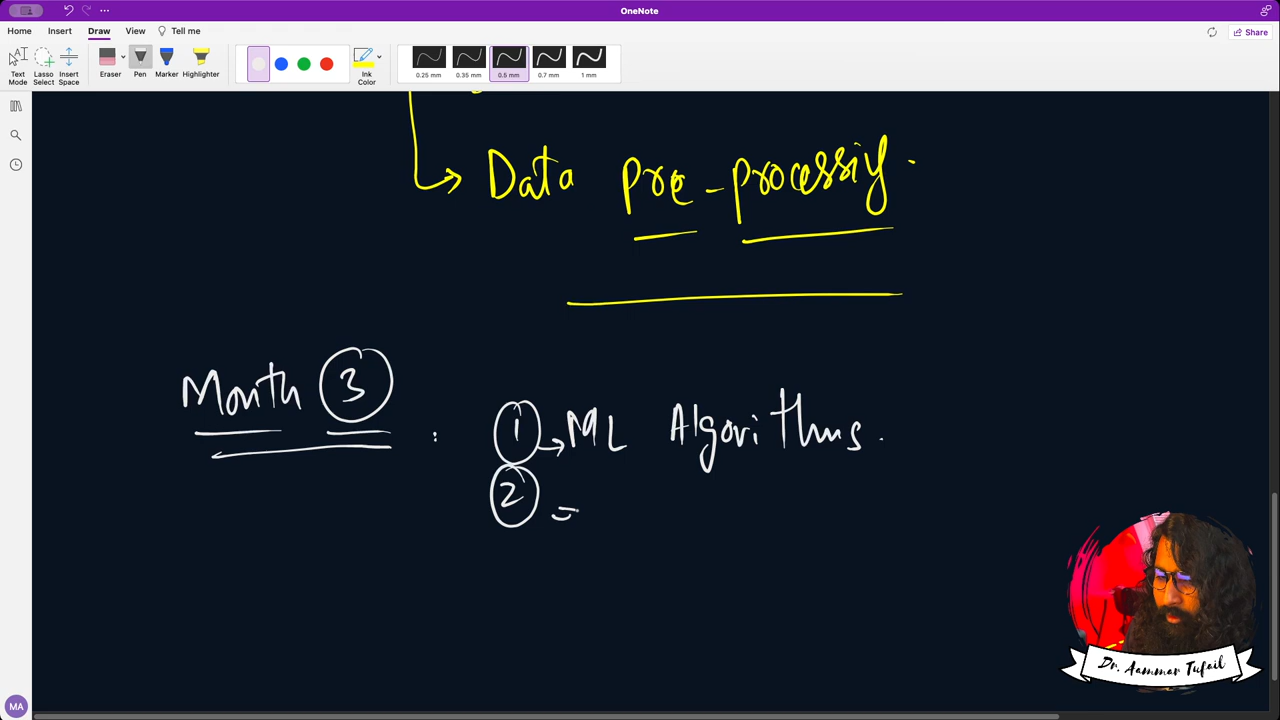 OneNote
Home Insert Draw View Tell me
Share
Text Mode
Lasso Select
Insert Space
Eraser
Pen
Marker
Highlighter
Ink Color
0.25 mm 0.35 mm 0.5 mm 0.7 mm 1 mm
→ Data pre-processiy.
Month 3 : 1 → ML Algorithms.
2 =
Dr. Aammar Tufail
MA